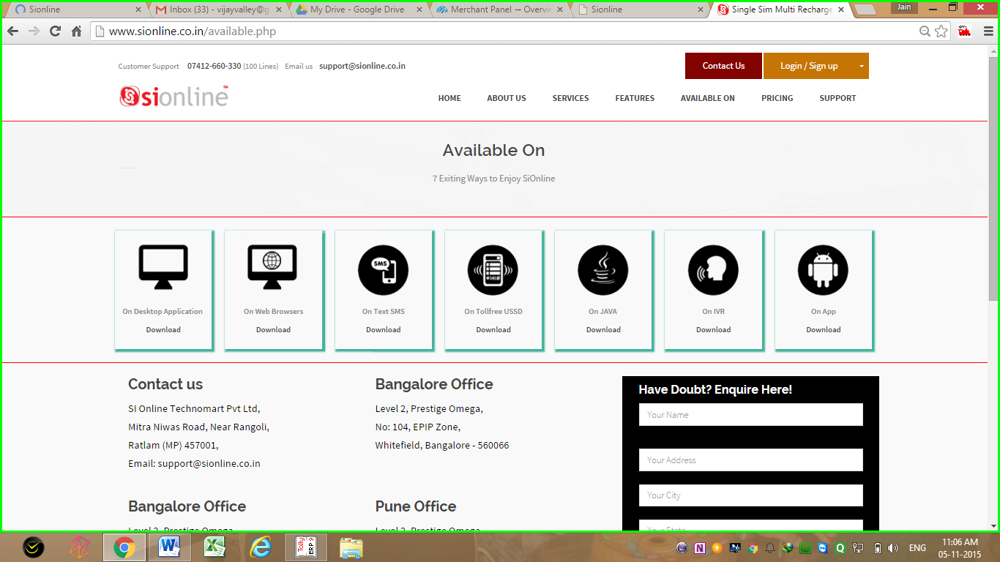 Sionline
Inbox (33) - vijayvalley@g
My Drive - Google Drive
Merchant Panel → Overvie
Sionline
Single Sim Multi Recharge
Jain
www.sionline.co.in/available.php
Customer Support 07412-660-330 (100 Lines) Email us support@sionline.co.in
Contact Us
Login / Sign up
sionline™
HOME ABOUT US SERVICES FEATURES AVAILABLE ON PRICING SUPPORT
Available On
7 Exiting Ways to Enjoy SiOnline
SMS
#141#
On Desktop Application
Download
On Web Browsers
Download
On Text SMS
Download
On Tollfree USSD
Download
On JAVA
Download
On IVR
Download
On App
Download
Contact us
SI Online Technomart Pvt Ltd,
Mitra Niwas Road, Near Rangoli,
Ratlam (MP) 457001,
Email: support@sionline.co.in
Bangalore Office
Level 2, Prestige Omega,
No: 104, EPIP Zone,
Whitefield, Bangalore - 560066
Have Doubt? Enquire Here!
Your Name
Your Address
Your City
Your State
Bangalore Office
Level 2, Prestige Omega,
Pune Office
Level 2, Prestige Omega,
Tally
ERP 9
ENG
11:06 AM
05-11-2015